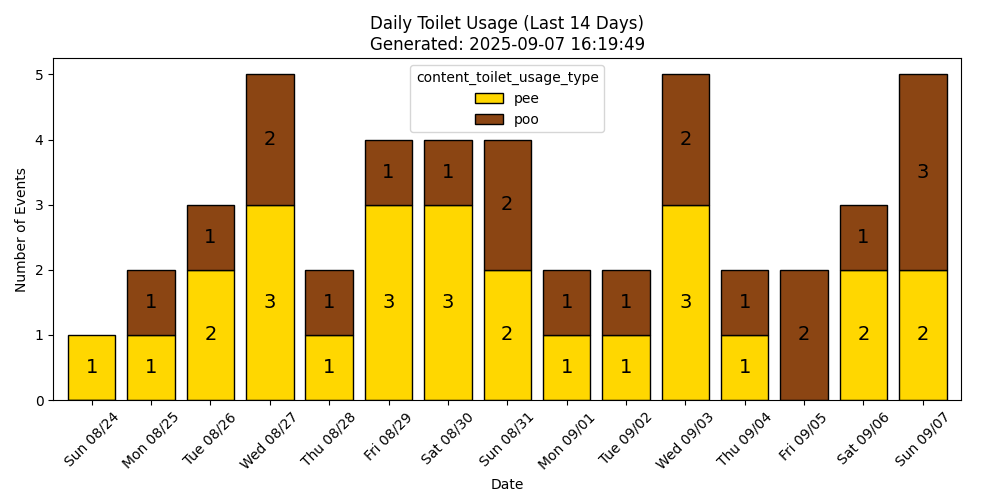 Daily Toilet Usage (Last 14 Days)
Generated: 2025-09-07 16:19:49
content_toilet_usage_type
pee
poo
Number of Events
5
4
3
2
1
0
1
1 1
2 1
3 2
1 1
3 1
3 1
2 2
1 1
1 1
3 2
1 1
2
2 1
2 3
Sun 08/24
Mon 08/25
Tue 08/26
Wed 08/27
Thu 08/28
Fri 08/29
Sat 08/30
Sun 08/31
Mon 09/01
Tue 09/02
Wed 09/03
Thu 09/04
Fri 09/05
Sat 09/06
Sun 09/07
Date